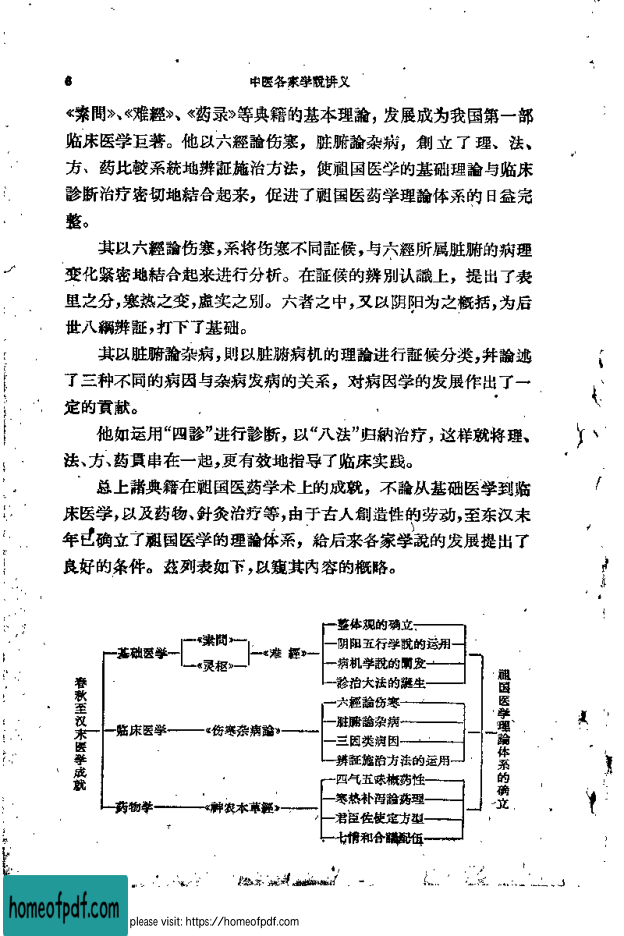 6
中医各家学說讲义
《素問》、《难經》、《药录》等典籍的基本理論，发展成为我国第一部
临床医学巨著。他以六經論伤寒，脏腑論杂病，創立了理、法、
方、药比較系統地辨証施治方法，使祖国医学的基础理論与临床
診断治疗密切地結合起来，促进了祖国医药学理論体系的日益完
整。
其以六經論伤寒，系将伤寒不同証候，与六經所属脏腑的病理
变化紧密地結合起来进行分析。在証候的辨別认識上，提出了表
里之分，寒热之变，虛实之別。六者之中，又以阴阳为之概括，为后
世八綱辨証，打下了基础。
其以脏腑論杂病，則以脏腑病机的理論进行証候分类，幷論述
了三种不同的病因与杂病发病的关系，对病因学的发展作出了一
定的貢献。
他如运用“四診”进行診断，以“八法”归納治疗，这样就将理、
法、方、药貫串在一起，更有效地指导了临床实践。
总上諸典籍在祖国医药学术上的成就，不論从基础医学到临
床医学，以及药物、針灸治疗等，由于古人創造性的劳动，至东汉末
年已确立了祖国医学的理論体系，給后来各家学說的发展提出了
良好的条件。茲列表如下，以窺其內容的概略。
春秋至汉末医学成就
基础医学
《素問》
《灵枢》
《难經》
整体观的确立
阴阳五行学說的运用
病机学說的闡发
診治大法的誕生
临床医学
《伤寒杂病論》
六經論伤寒
脏腑論杂病
三因类病因
辨証施治方法的运用
药物学
《神农本草經》
四气五味概药性
寒热补泻論药理
君臣佐使定方型
七情和合議配伍
祖国医学理論体系的确立
homeofpdf.com
please visit: https://homeofpdf.com